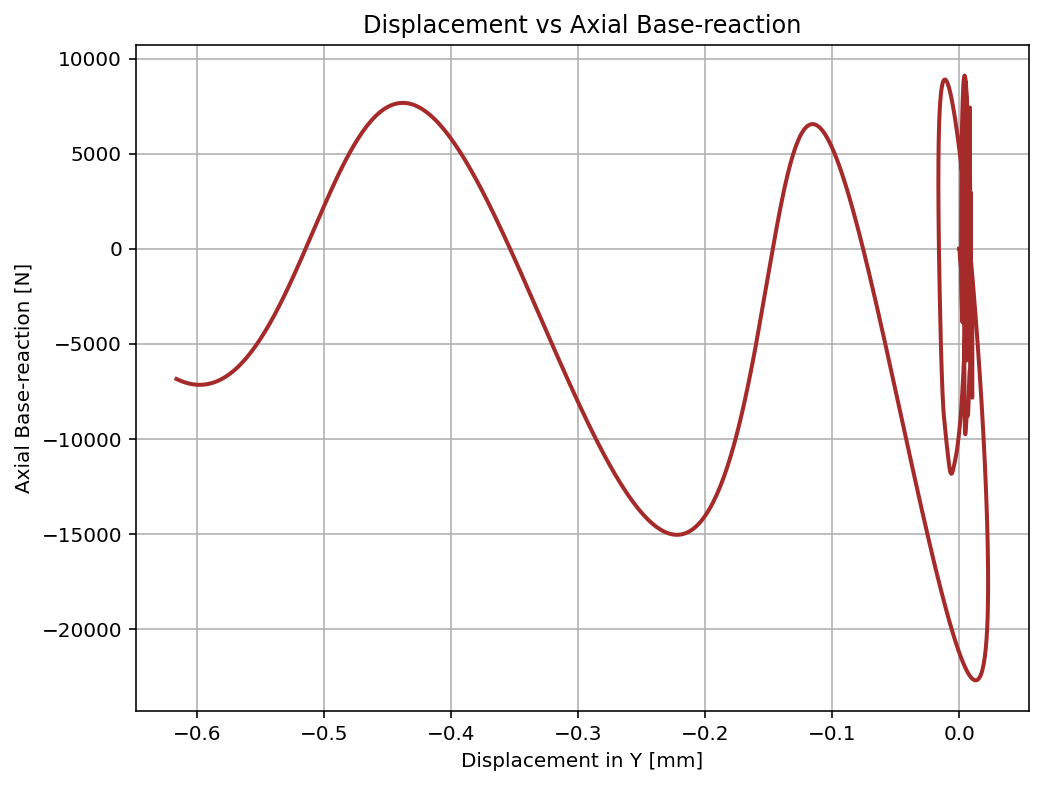 Displacement vs Axial Base-reaction
Axial Base-reaction [N]
10000
5000
0
−5000
−10000
−15000
−20000
−0.6 −0.5 −0.4 −0.3 −0.2 −0.1 0.0
Displacement in Y [mm]